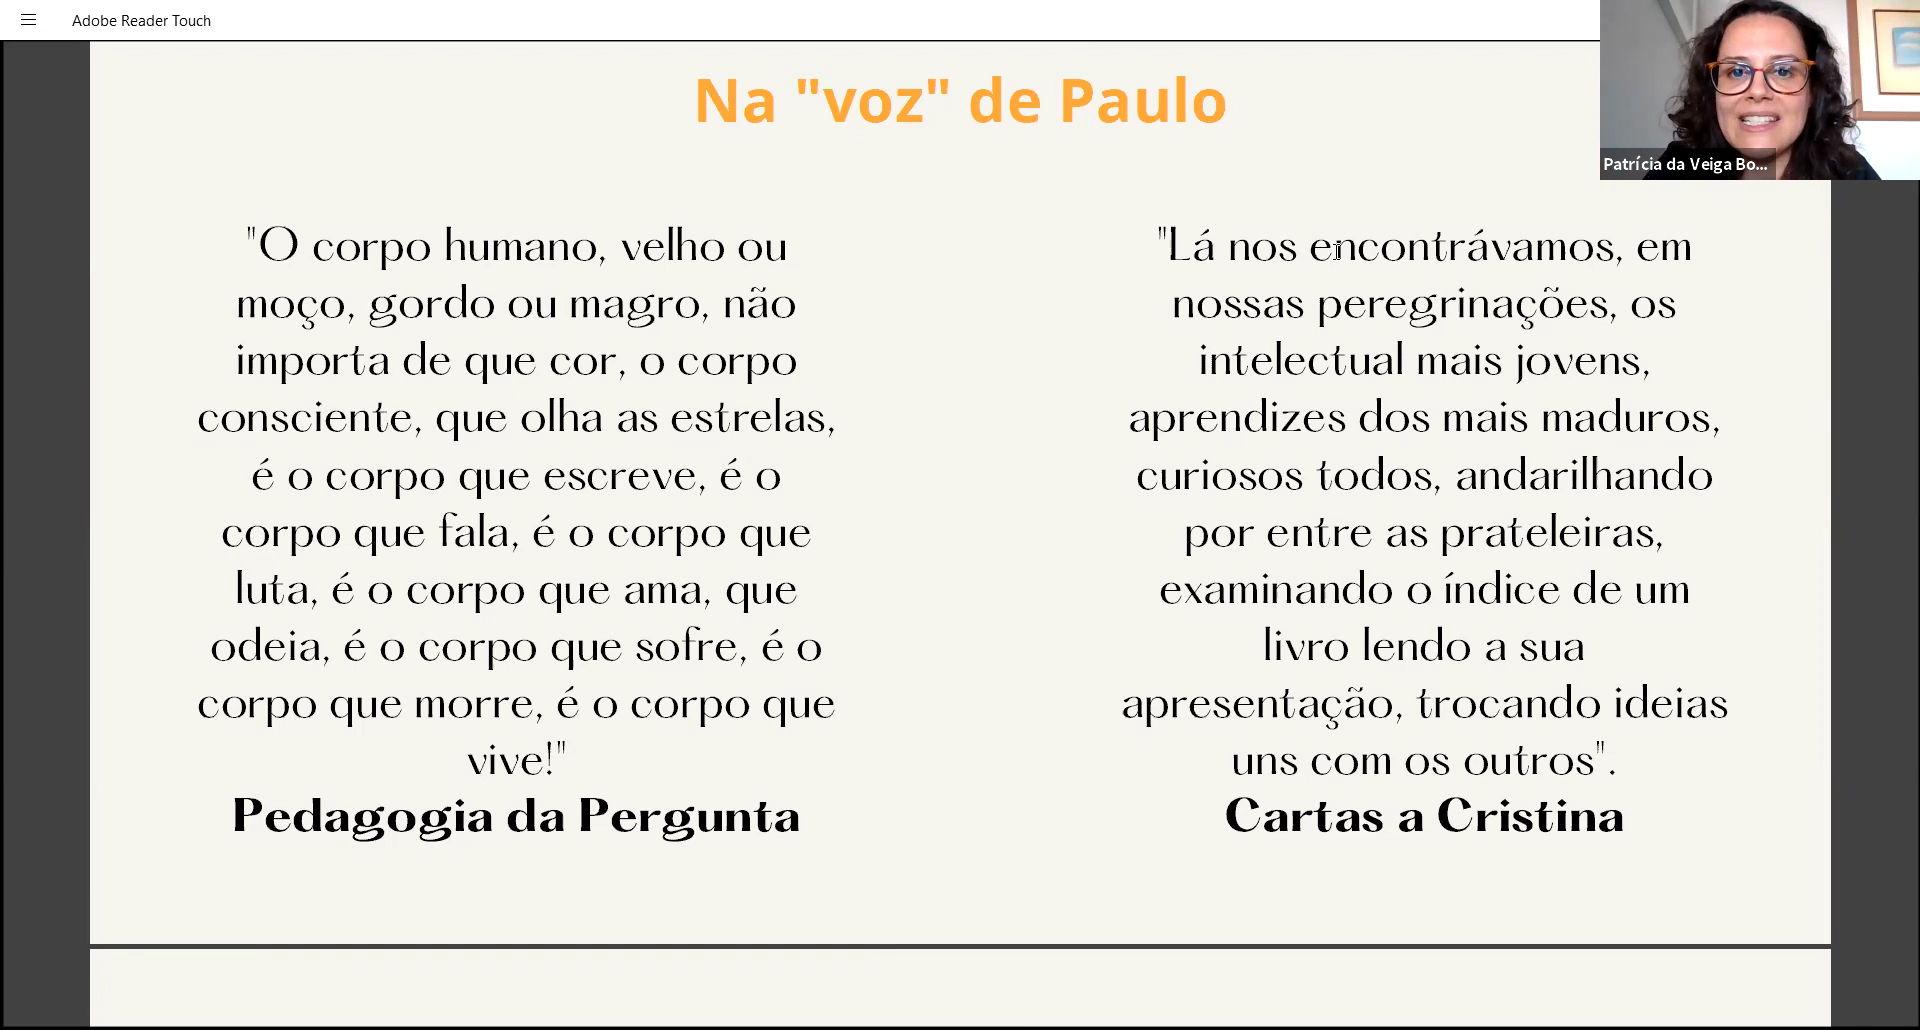 Adobe Reader Touch
Na "voz" de Paulo
Patrícia da Veiga Bo...
"O corpo humano, velho ou
moço, gordo ou magro, não
importa de que cor, o corpo
consciente, que olha as estrelas,
é o corpo que escreve, é o
corpo que fala, é o corpo que
luta, é o corpo que ama, que
odeia, é o corpo que sofre, é o
corpo que morre, é o corpo que
vive!"
Pedagogia da Pergunta
"Lá nos encontrávamos, em
nossas peregrinações, os
intelectual mais jovens,
aprendizes dos mais maduros,
curiosos todos, andarilhando
por entre as prateleiras,
examinando o índice de um
livro lendo a sua
apresentação, trocando ideias
uns com os outros".
Cartas a Cristina